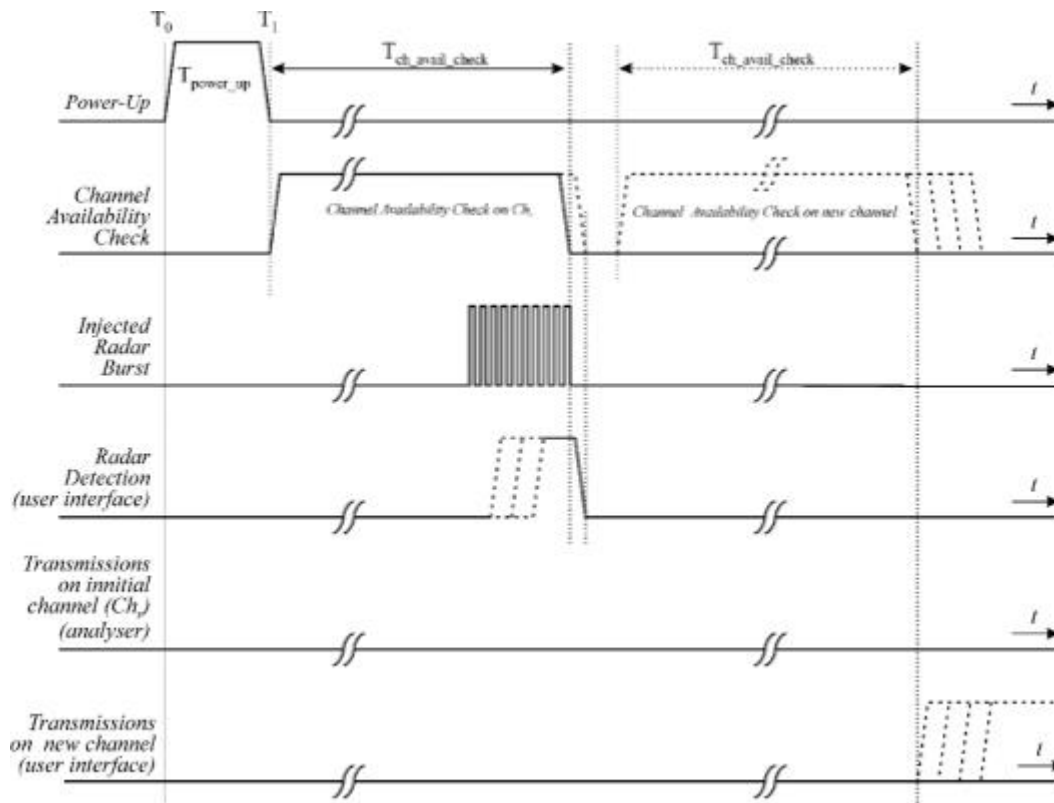 T0 T1
Tch_avail_check Tch_avail_check
Tpower_up
Power-Up
t
Channel
Availability
Check
Channel Availability Check on Chr
Channel Availability Check on new channel
t
Injected
Radar
Burst
t
Radar
Detection
(user interface)
t
Transmissions
on innitial
channel (Chr)
(analyser)
t
Transmissions
on new channel
(user interface)
t